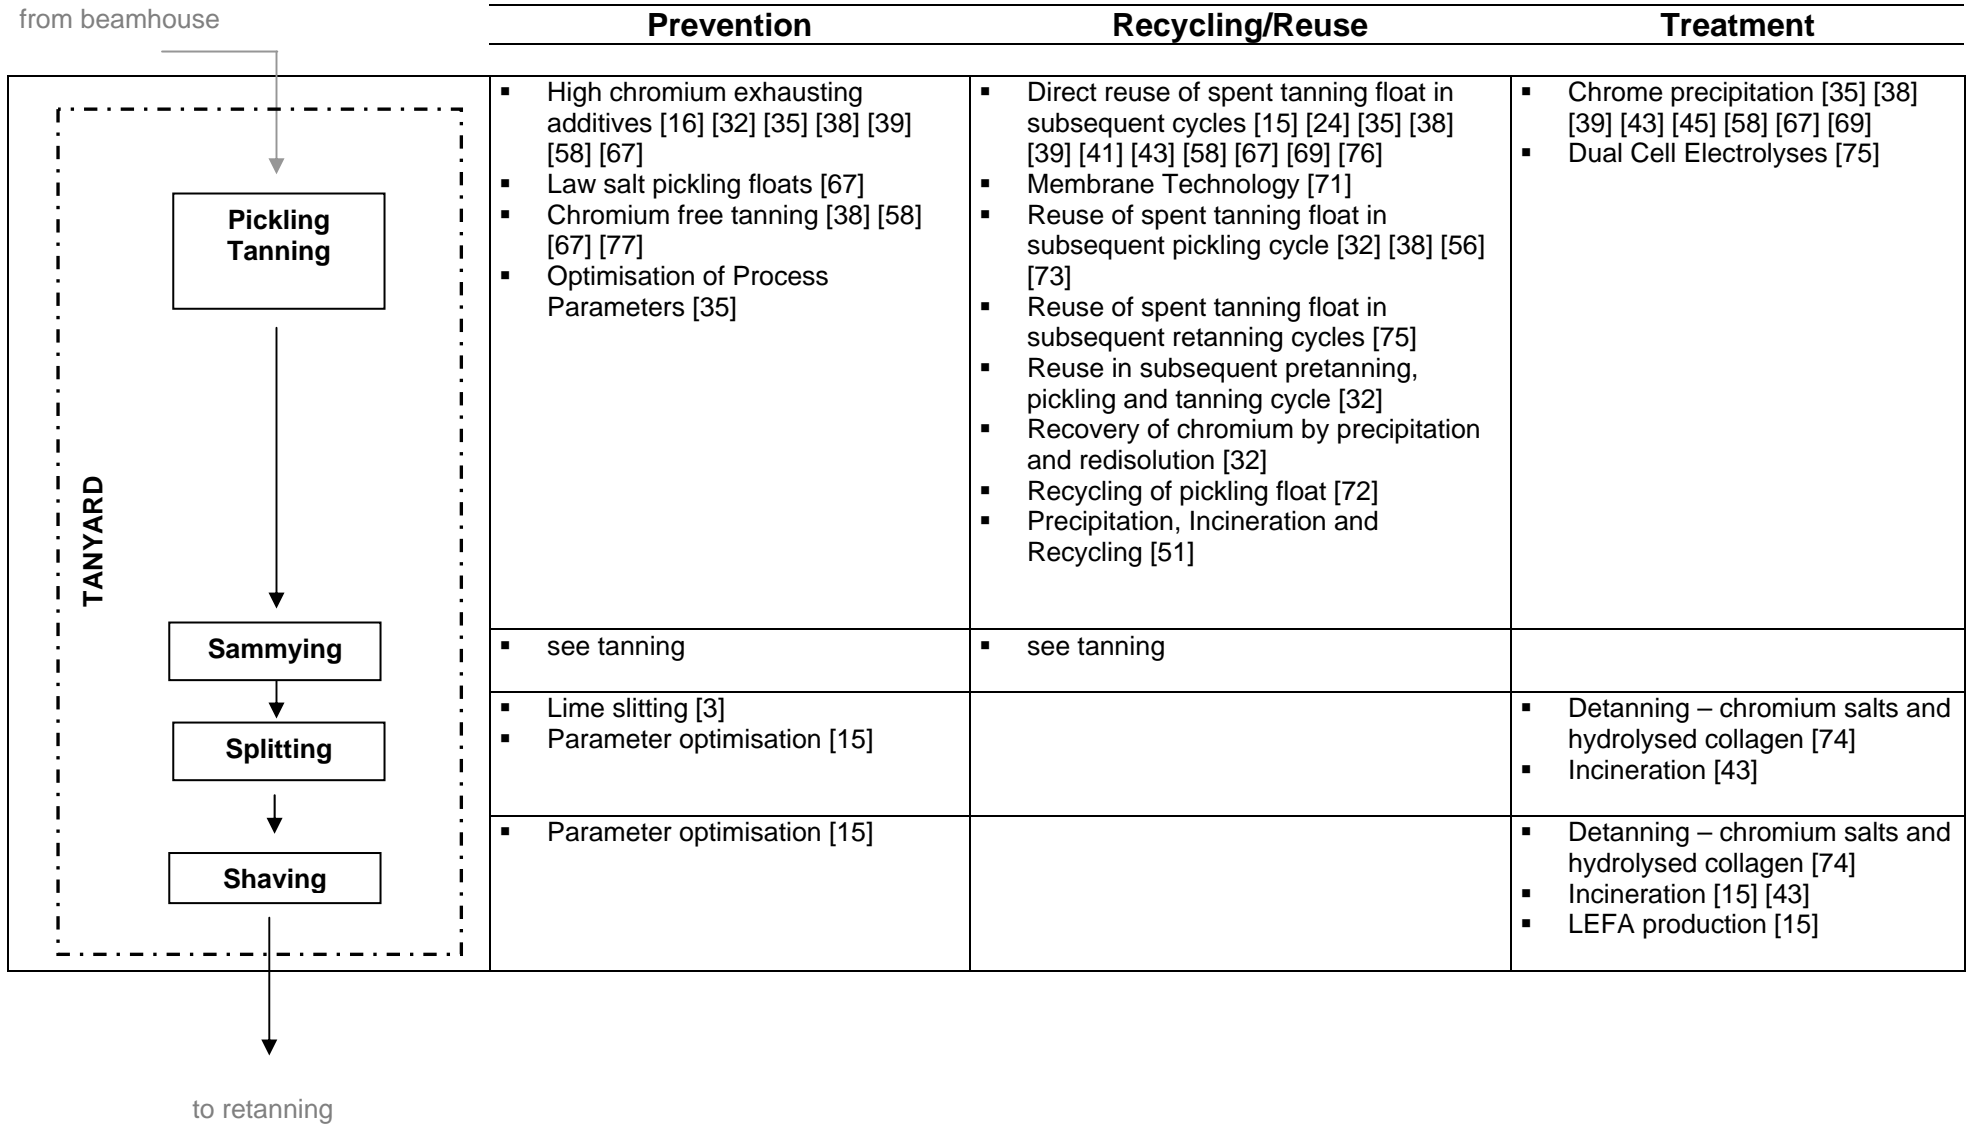 from beamhouse
Prevention
Recycling/Reuse
Treatment
TANYARD
Pickling
Tanning
▪ High chromium exhausting
additives [16] [32] [35] [38] [39]
[58] [67]
▪ Law salt pickling floats [67]
▪ Chromium free tanning [38] [58]
[67] [77]
▪ Optimisation of Process
Parameters [35]
▪ Direct reuse of spent tanning float in
subsequent cycles [15] [24] [35] [38]
[39] [41] [43] [58] [67] [69] [76]
▪ Membrane Technology [71]
▪ Reuse of spent tanning float in
subsequent pickling cycle [32] [38] [56]
[73]
▪ Reuse of spent tanning float in
subsequent retanning cycles [75]
▪ Reuse in subsequent pretanning,
pickling and tanning cycle [32]
▪ Recovery of chromium by precipitation
and redisolution [32]
▪ Recycling of pickling float [72]
▪ Precipitation, Incineration and
Recycling [51]
▪ Chrome precipitation [35] [38]
[39] [43] [45] [58] [67] [69]
▪ Dual Cell Electrolyses [75]
Sammying
▪ see tanning
▪ see tanning
Splitting
▪ Lime slitting [3]
▪ Parameter optimisation [15]
▪ Detanning – chromium salts and
hydrolysed collagen [74]
▪ Incineration [43]
Shaving
▪ Parameter optimisation [15]
▪ Detanning – chromium salts and
hydrolysed collagen [74]
▪ Incineration [15] [43]
▪ LEFA production [15]
to retanning